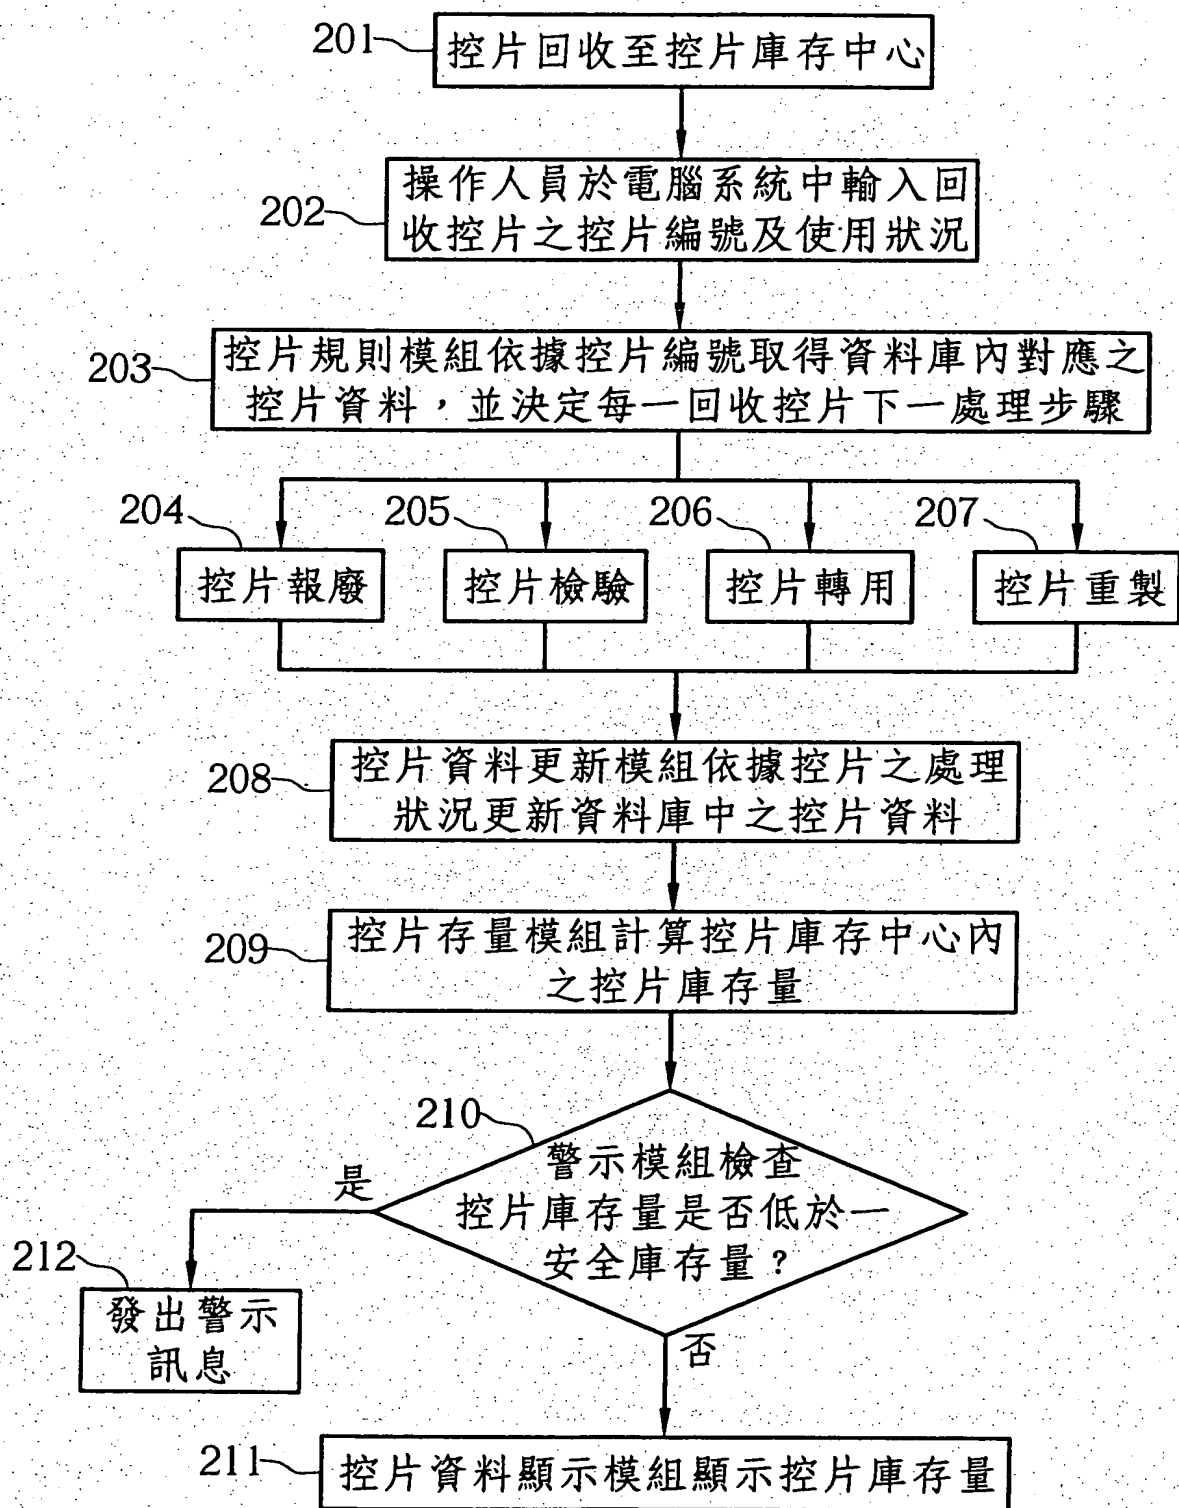 201
控片回收至控片庫存中心
202
操作人員於電腦系統中輸入回
收控片之控片編號及使用狀況
203
控片規則模組依據控片編號取得資料庫內對應之
控片資料，並決定每一回收控片下一處理步驟
204
205
206
207
控片報廢
控片檢驗
控片轉用
控片重製
208
控片資料更新模組依據控片之處理
狀況更新資料庫中之控片資料
209
控片存量模組計算控片庫存中心內
之控片庫存量
210
警示模組檢查
控片庫存量是否低於一
安全庫存量？
是
212
發出警示
訊息
否
211
控片資料顯示模組顯示控片庫存量